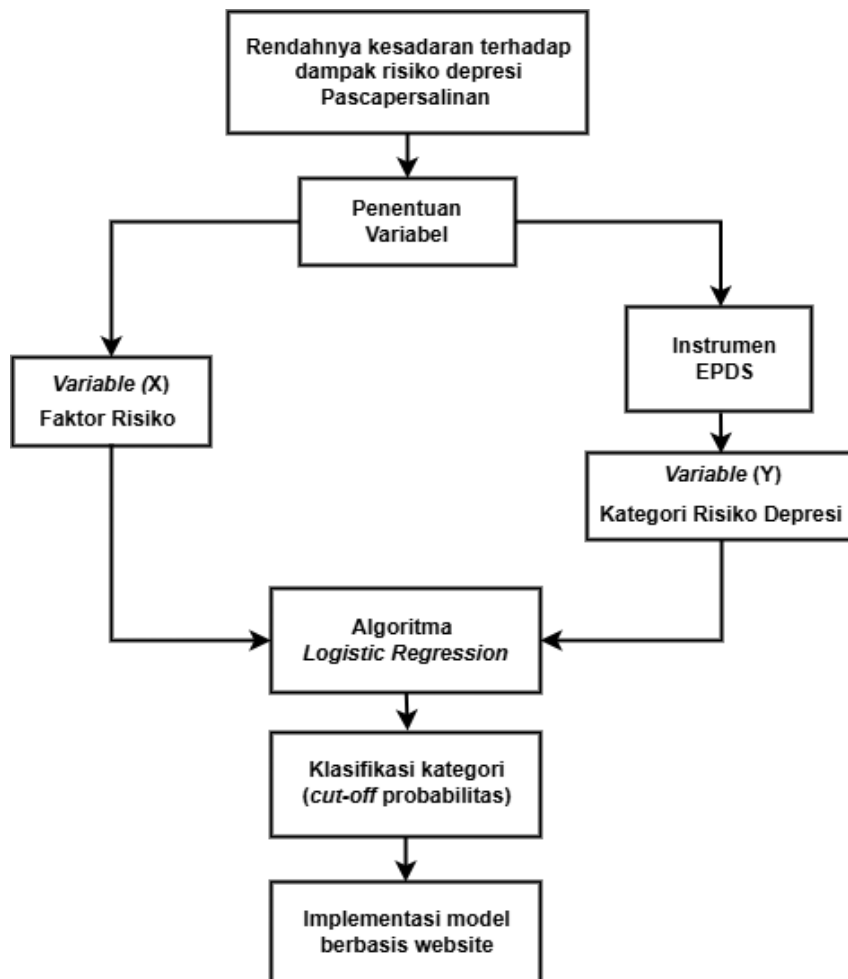 Rendahnya kesadaran terhadap
dampak risiko depresi
Pascapersalinan
Penentuan
Variabel
Variable (X)
Faktor Risiko
Instrumen
EPDS
Variable (Y)
Kategori Risiko Depresi
Algoritma
Logistic Regression
Klasifikasi kategori
(cut-off probabilitas)
Implementasi model
berbasis website